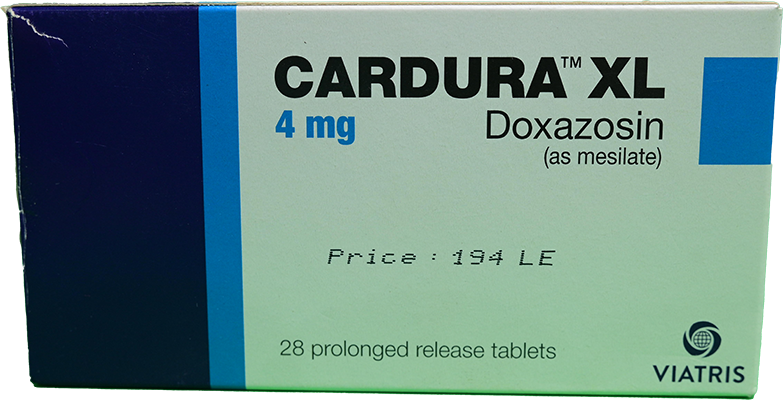 CARDURA™ XL
4 mg Doxazosin
(as mesilate)
Price : 194 LE
28 prolonged release tablets
VIATRIS